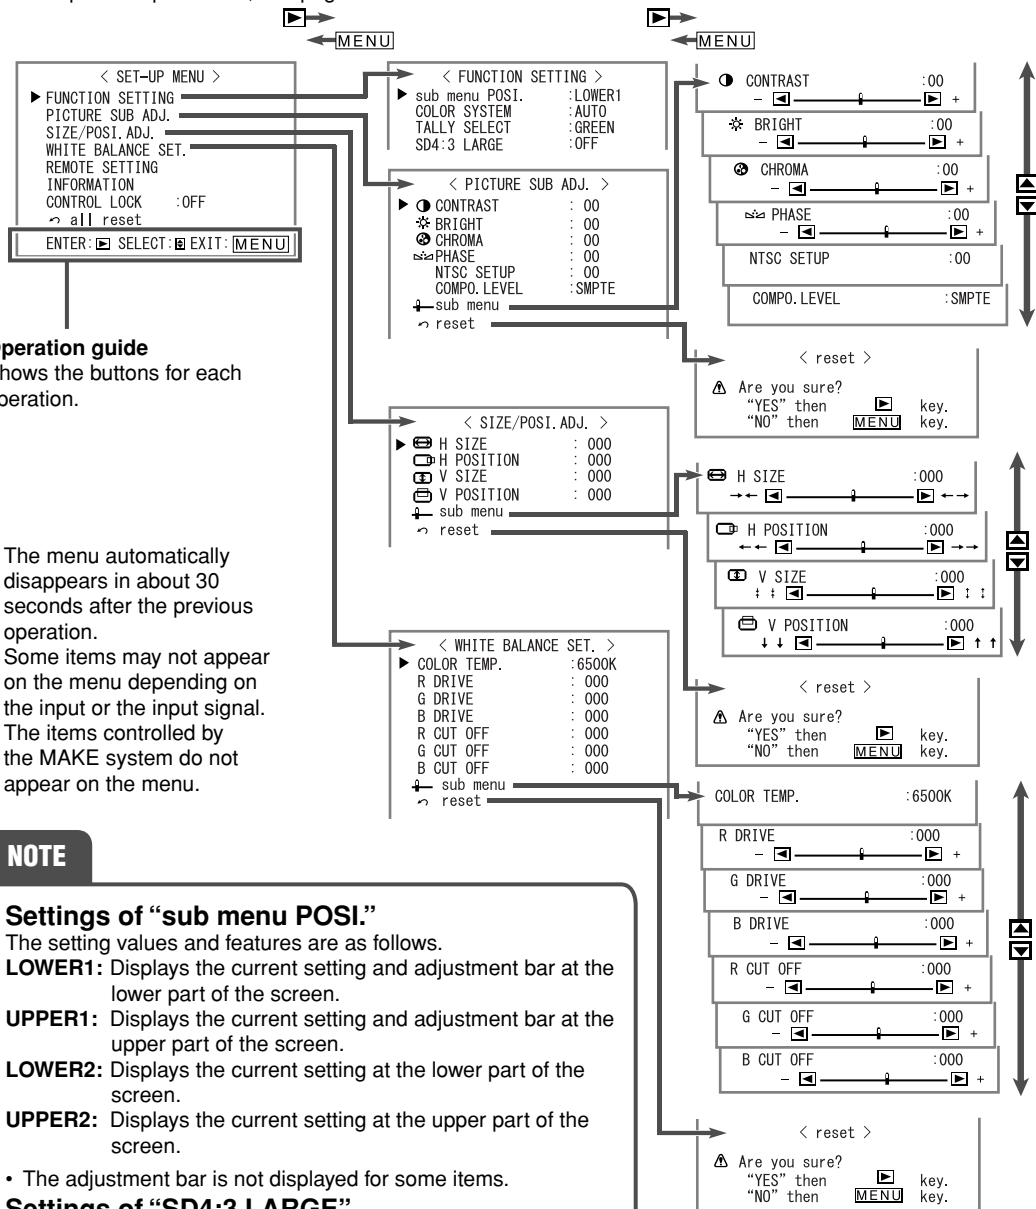 MENU
MENU
< SET-UP MENU >
FUNCTION SETTING
PICTURE SUB ADJ.
SIZE/POSI. ADJ.
WHITE BALANCE SET.
REMOTE SETTING
INFORMATION
CONTROL LOCK :OFF
all reset
ENTER: SELECT: EXIT: MENU
peration guide
hows the buttons for each
peration.
< FUNCTION SETTING >
sub menu POSI. :LOWER1
COLOR SYSTEM :AUTO
TALLY SELECT :GREEN
SD4:3 LARGE :OFF
< PICTURE SUB ADJ. >
CONTRAST : 00
BRIGHT : 00
CHROMA : 00
PHASE : 00
NTSC SETUP : 00
COMPO. LEVEL :SMPTE
sub menu
reset
CONTRAST :00
- +
BRIGHT :00
- +
CHROMA :00
- +
PHASE :00
- +
NTSC SETUP :00
COMPO. LEVEL :SMPTE
< reset >
Are you sure?
“YES” then key.
“NO” then MENU key.
< SIZE/POSI. ADJ. >
H SIZE : 000
H POSITION : 000
V SIZE : 000
V POSITION : 000
sub menu
reset
H SIZE :000
→← ←→
H POSITION :000
←← →→
V SIZE :000
V POSITION :000
↓↓ ↑↑
< reset >
Are you sure?
“YES” then key.
“NO” then MENU key.
The menu automatically
disappears in about 30
seconds after the previous
operation.
Some items may not appear
on the menu depending on
the input or the input signal.
The items controlled by
the MAKE system do not
appear on the menu.
< WHITE BALANCE SET. >
COLOR TEMP. :6500K
R DRIVE : 000
G DRIVE : 000
B DRIVE : 000
R CUT OFF : 000
G CUT OFF : 000
B CUT OFF : 000
sub menu
reset
COLOR TEMP. :6500K
R DRIVE :000
- +
G DRIVE :000
- +
B DRIVE :000
- +
R CUT OFF :000
- +
G CUT OFF :000
- +
B CUT OFF :000
- +
< reset >
Are you sure?
“YES” then key.
“NO” then MENU key.
NOTE
Settings of “sub menu POSI.”
The setting values and features are as follows.
LOWER1: Displays the current setting and adjustment bar at the
lower part of the screen.
UPPER1: Displays the current setting and adjustment bar at the
upper part of the screen.
LOWER2: Displays the current setting at the lower part of the
screen.
UPPER2: Displays the current setting at the upper part of the
screen.
• The adjustment bar is not displayed for some items.
Settings of “SD4:3 LARGE”